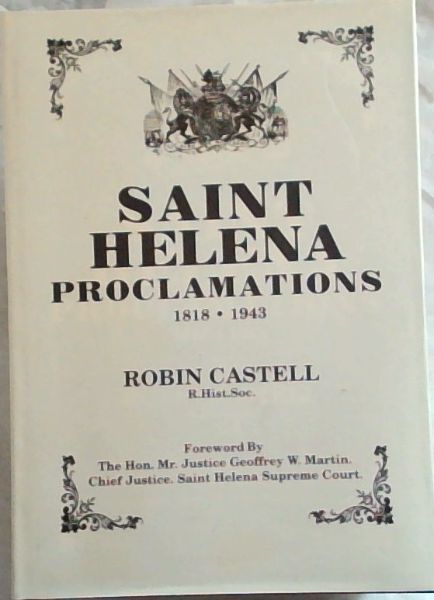 SAINT
HELENA
PROCLAMATIONS
1818 • 1943
ROBIN CASTELL
R.Hist.Soc.
Foreword By
The Hon. Mr. Justice Geoffrey W. Martin.
Chief Justice. Saint Helena Supreme Court.